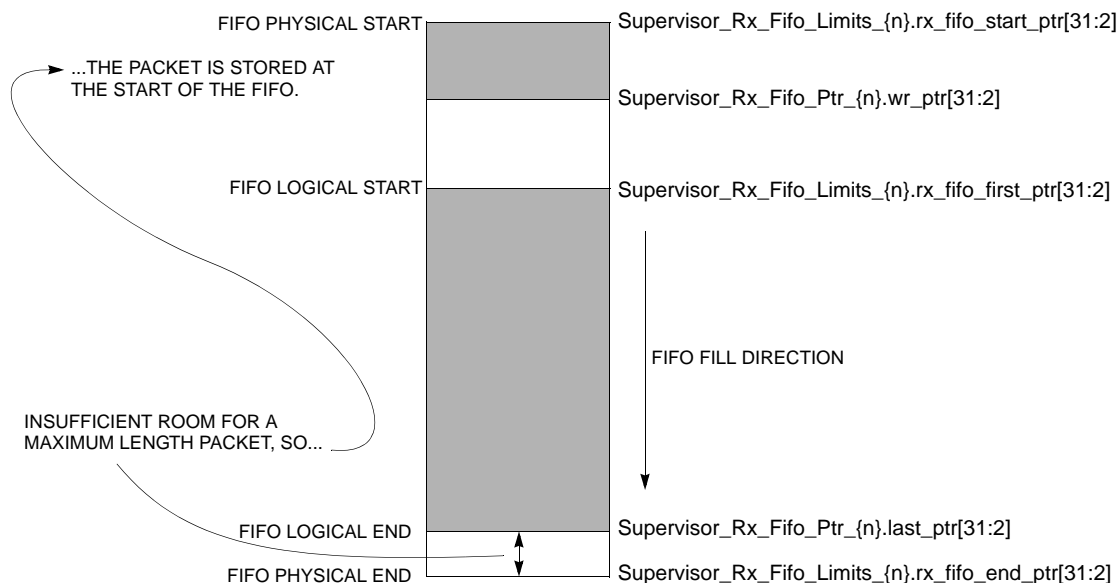 FIFO PHYSICAL START
Supervisor_Rx_Fifo_Limits_{n}.rx_fifo_start_ptr[31:2]
...THE PACKET IS STORED AT
THE START OF THE FIFO.
Supervisor_Rx_Fifo_Ptr_{n}.wr_ptr[31:2]
FIFO LOGICAL START
Supervisor_Rx_Fifo_Limits_{n}.rx_fifo_first_ptr[31:2]
FIFO FILL DIRECTION
INSUFFICIENT ROOM FOR A
MAXIMUM LENGTH PACKET, SO...
FIFO LOGICAL END
Supervisor_Rx_Fifo_Ptr_{n}.last_ptr[31:2]
FIFO PHYSICAL END
Supervisor_Rx_Fifo_Limits_{n}.rx_fifo_end_ptr[31:2]